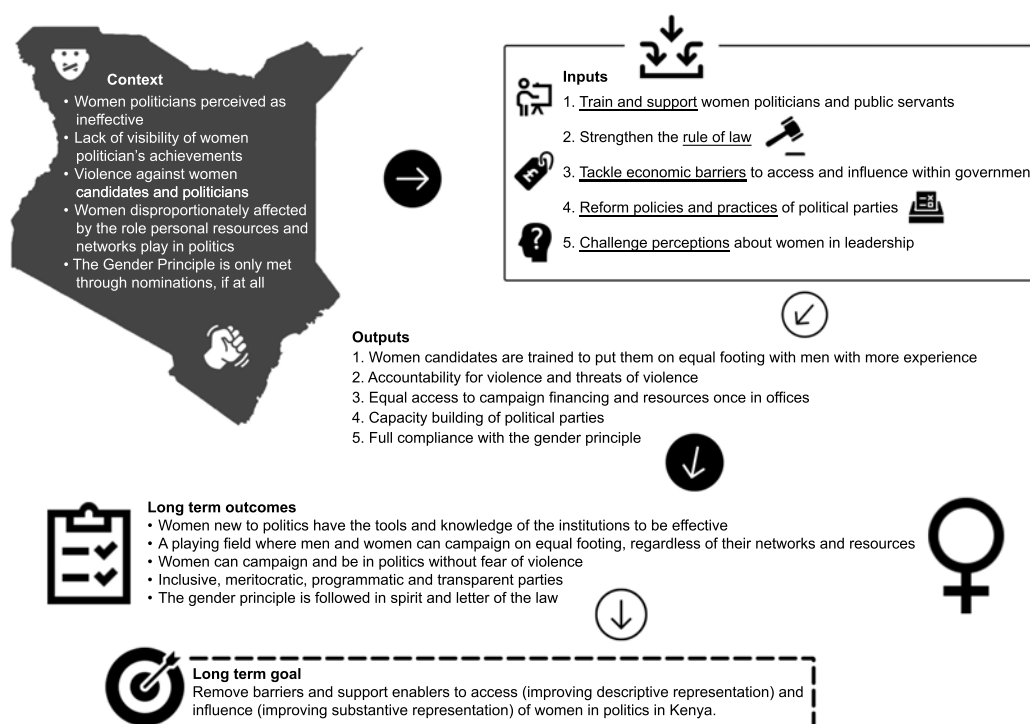 Context
• Women politicians perceived as
ineffective
• Lack of visibility of women
politician's achievements
• Violence against women
candidates and politicians
• Women disproportionately affected
by the role personal resources and
networks play in politics
• The Gender Principle is only met
through nominations, if at all
Inputs
1. Train and support women politicians and public servants
2. Strengthen the rule of law
3. Tackle economic barriers to access and influence within governmen
4. Reform policies and practices of political parties
5. Challenge perceptions about women in leadership
Outputs
1. Women candidates are trained to put them on equal footing with men with more experience
2. Accountability for violence and threats of violence
3. Equal access to campaign financing and resources once in offices
4. Capacity building of political parties
5. Full compliance with the gender principle
Long term outcomes
• Women new to politics have the tools and knowledge of the institutions to be effective
• A playing field where men and women can campaign on equal footing, regardless of their networks and resources
• Women can campaign and be in politics without fear of violence
• Inclusive, meritocratic, programmatic and transparent parties
• The gender principle is followed in spirit and letter of the law
Long term goal
Remove barriers and support enablers to access (improving descriptive representation) and
influence (improving substantive representation) of women in politics in Kenya.